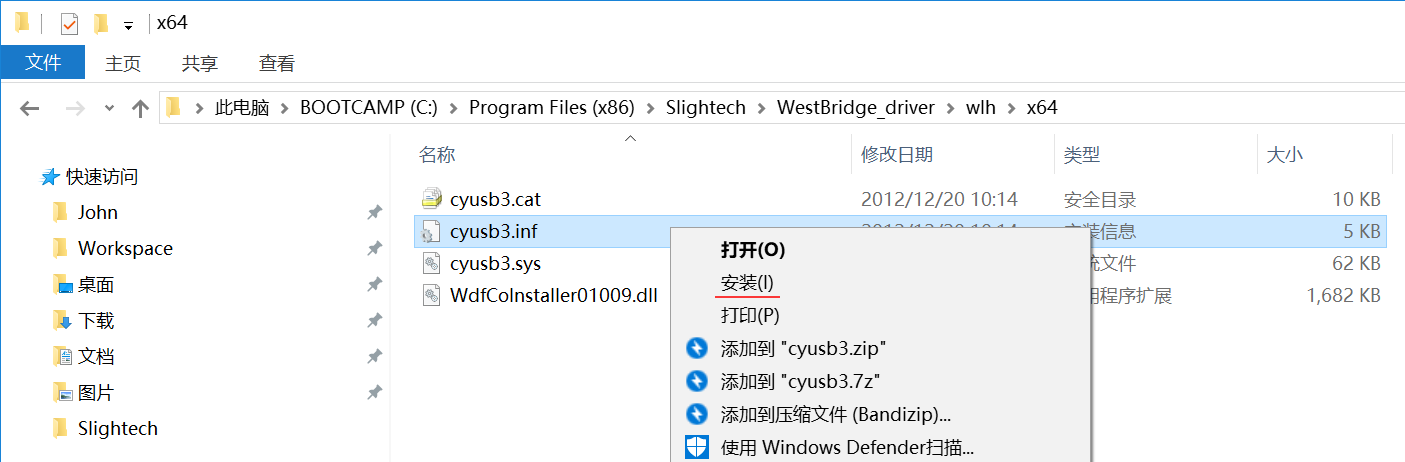 x64
文件 主页 共享 查看
此电脑 BOOTCAMP (C:) Program Files (x86) Slightech WestBridge_driver wlh x64
名称 修改日期 类型 大小
快速访问
John
Workspace
桌面
下载
文档
图片
Slightech
cyusb3.cat 2012/12/20 10:14 安全目录 10 KB
cyusb3.inf 2012/12/20 10:14 安装信息 5 KB
cyusb3.sys 统文件 62 KB
WdfCoInstaller01009.dll 用程序扩展 1,682 KB
打开(O)
安装(I)
打印(P)
添加到 "cyusb3.zip"
添加到 "cyusb3.7z"
添加到压缩文件 (Bandizip)...
使用 Windows Defender扫描...